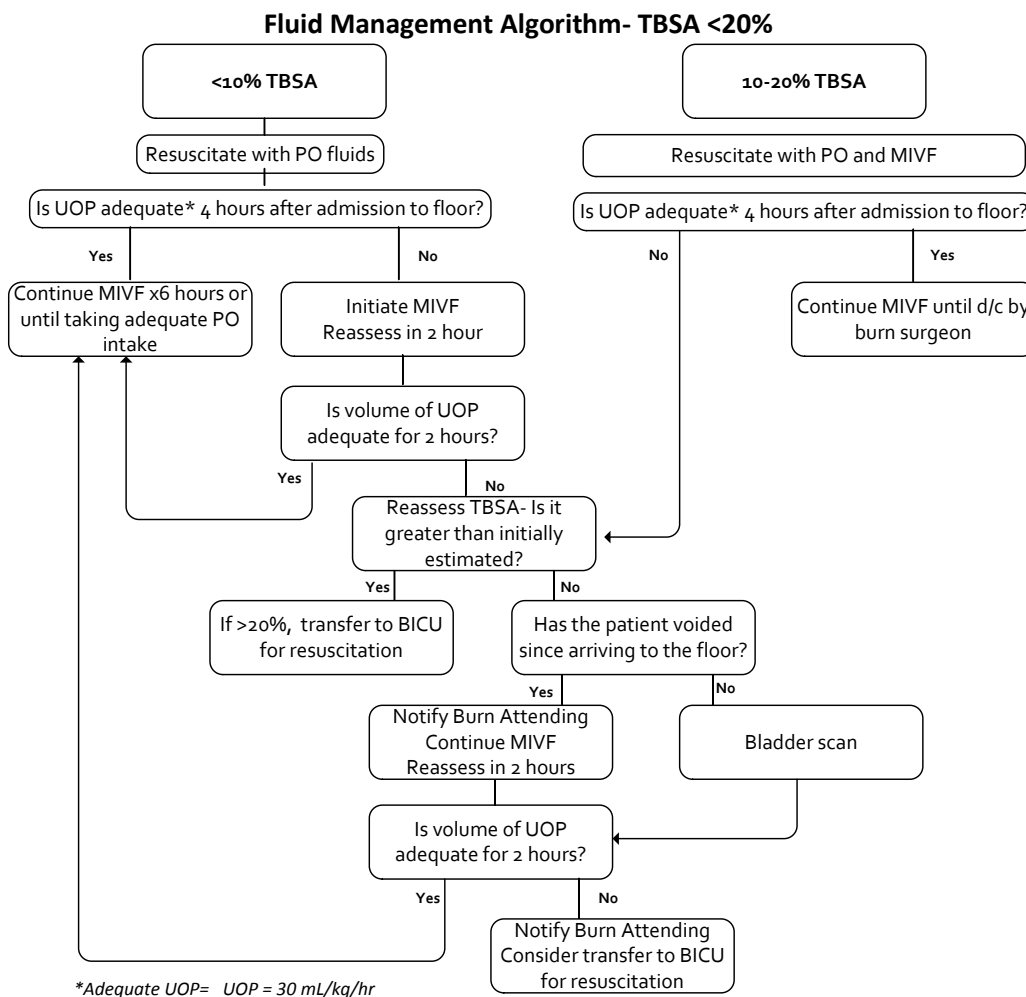 Fluid Management Algorithm- TBSA <20%
<10% TBSA
10-20% TBSA
Resuscitate with PO fluids
Resuscitate with PO and MIVF
Is UOP adequate* 4 hours after admission to floor?
Is UOP adequate* 4 hours after admission to floor?
Yes
No
No
Yes
Continue MIVF x6 hours or
until taking adequate PO
intake
Initiate MIVF
Reassess in 2 hour
Continue MIVF until d/c by
burn surgeon
Is volume of UOP
adequate for 2 hours?
Yes
No
Reassess TBSA- Is it
greater than initially
estimated?
Yes
No
If >20%, transfer to BICU
for resuscitation
Has the patient voided
since arriving to the floor?
Yes
No
Notify Burn Attending
Continue MIVF
Reassess in 2 hours
Bladder scan
Is volume of UOP
adequate for 2 hours?
Yes
No
Notify Burn Attending
Consider transfer to BICU
for resuscitation
*Adequate UOP= UOP = 30 mL/kg/hr